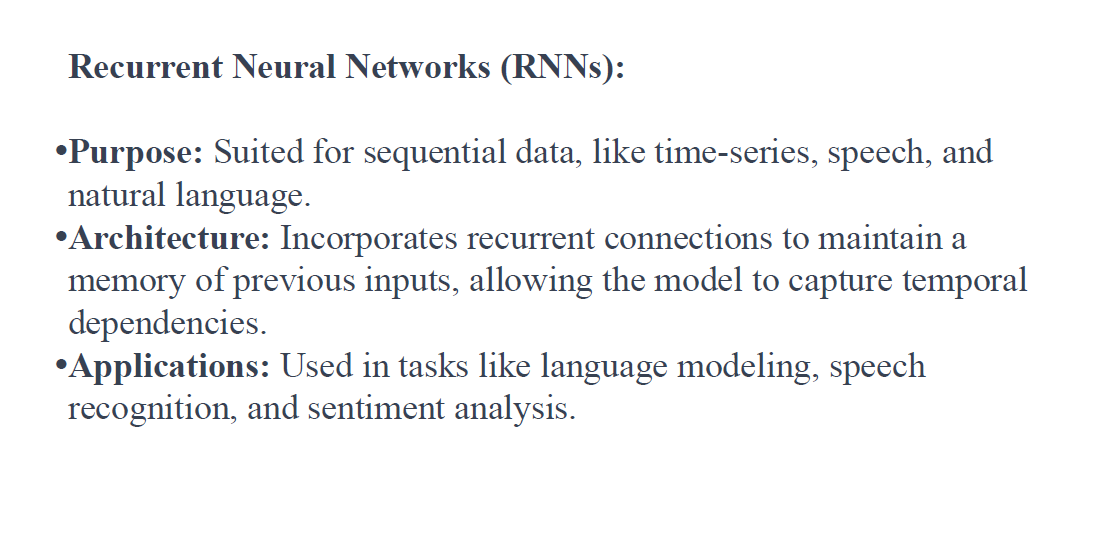 Recurrent Neural Networks (RNNs):
•Purpose: Suited for sequential data, like time-series, speech, and
natural language.
•Architecture: Incorporates recurrent connections to maintain a
memory of previous inputs, allowing the model to capture temporal
dependencies.
•Applications: Used in tasks like language modeling, speech
recognition, and sentiment analysis.